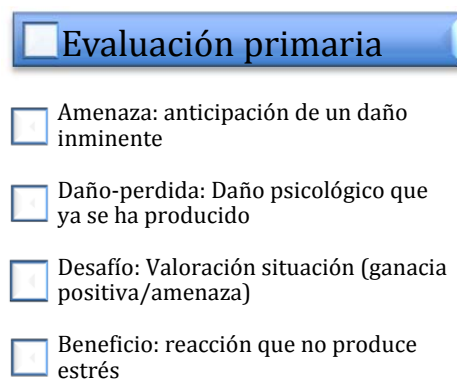 Evaluación primaria
Amenaza: anticipación de un daño
inminente
Daño-perdida: Daño psicológico que
ya se ha producido
Desafío: Valoración situación (ganacia
positiva/amenaza)
Beneficio: reacción que no produce
estrés